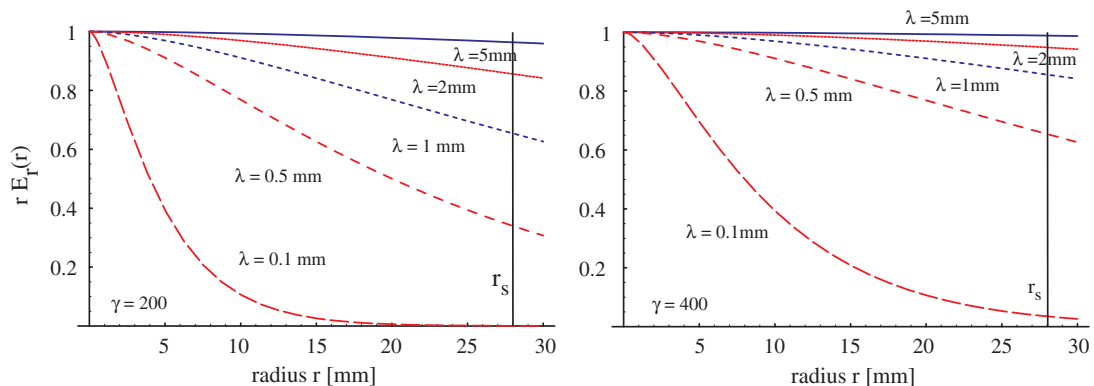 1
0.8
0.6
0.4
0.2
r E_r(r)
λ =5mm
λ =2mm
λ = 1 mm
λ = 0.5 mm
λ = 0.1 mm
r_s
γ = 200
5 10 15 20 25 30
radius r [mm]
λ =5mm
1
0.8
0.6
0.4
0.2
λ =2mm
λ =1mm
λ = 0.5 mm
λ = 0.1mm
r_s
γ = 400
5 10 15 20 25 30
radius r [mm]